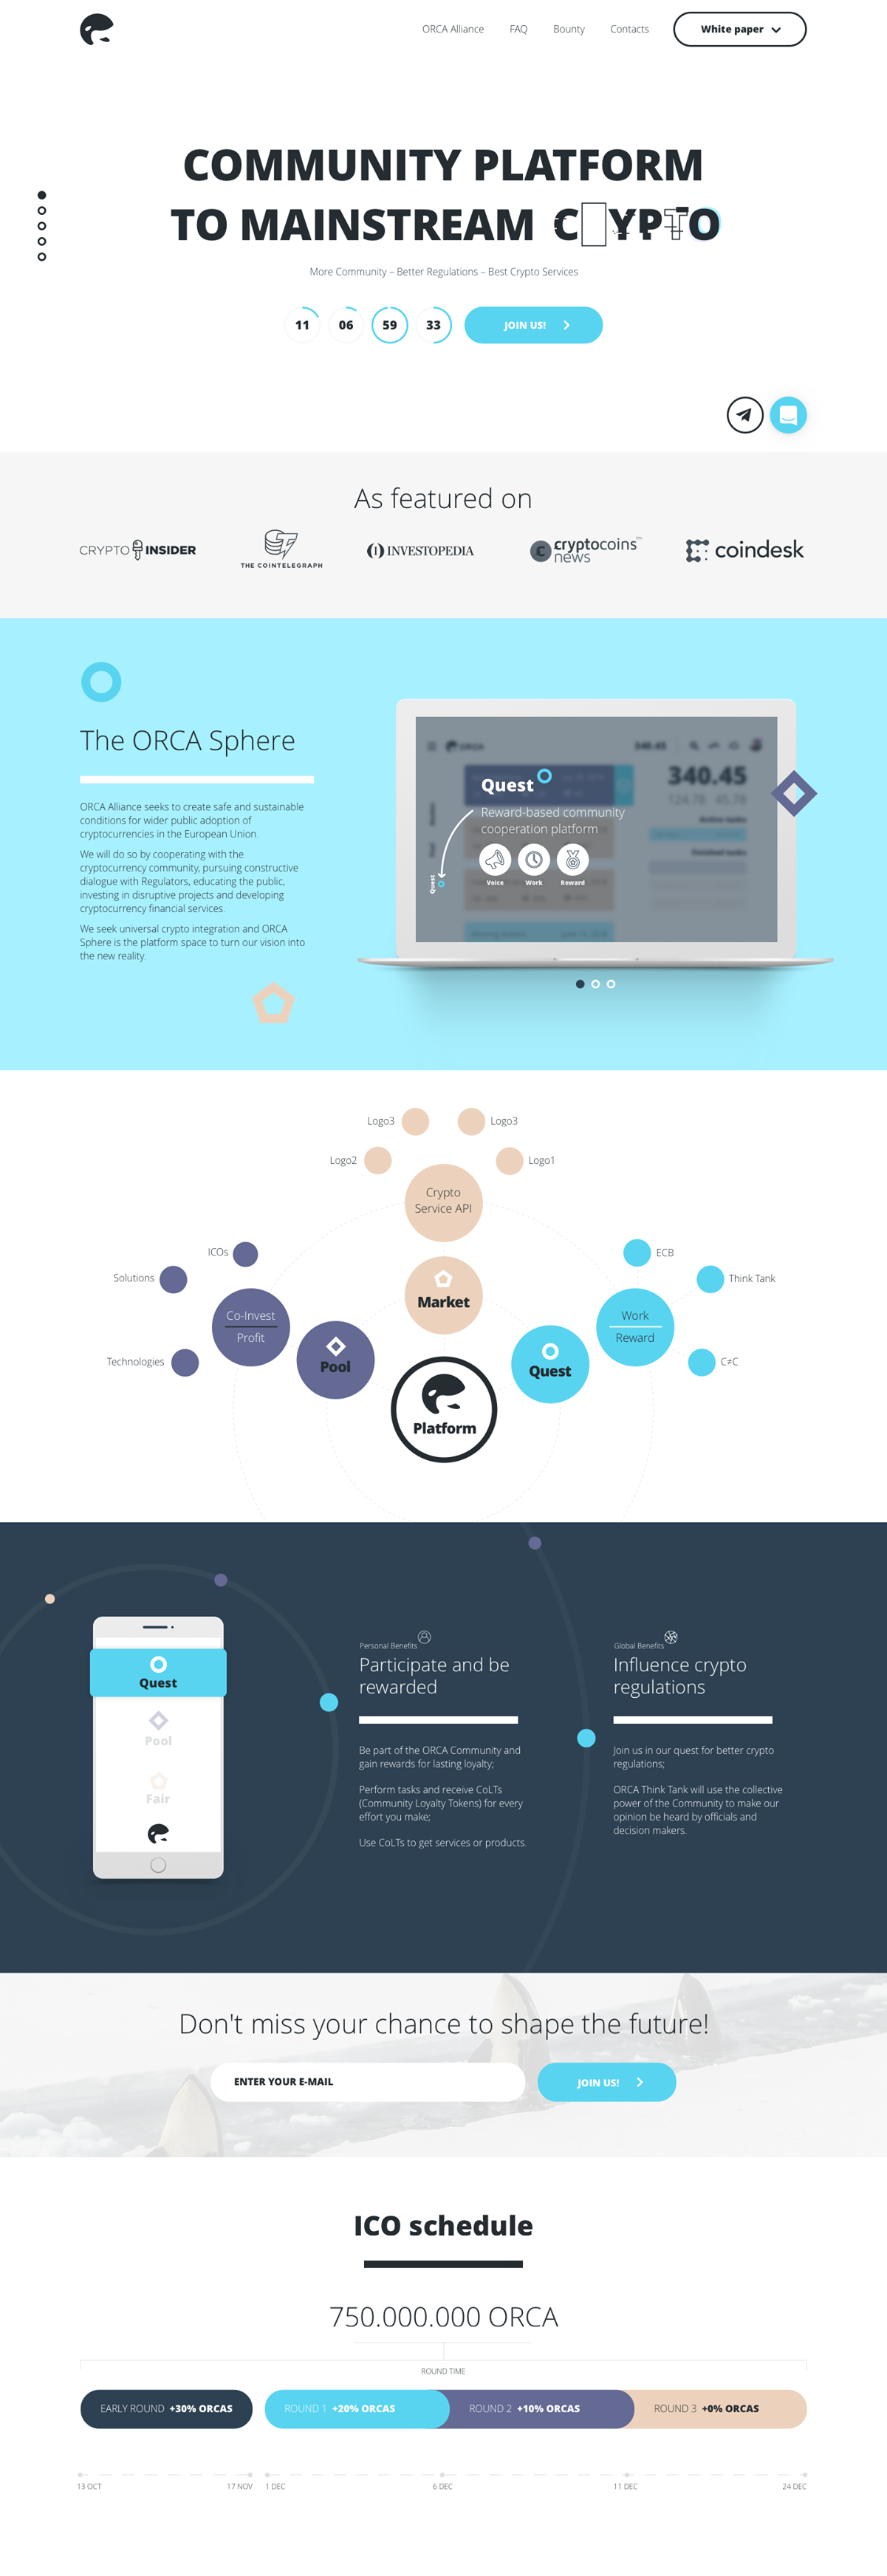 ORCA Alliance
FAQ
Bounty
Contacts
White paper
COMMUNITY PLATFORM
TO MAINSTREAM C YPTO
More Community – Better Regulations – Best Crypto Services
11 06 59 33
JOIN US!
As featured on
CRYPTO INSIDER
THE COINTELEGRAPH
INVESTOPEDIA
cryptocoins
news
coindesk
The ORCA Sphere
ORCA Alliance seeks to create safe and sustainable
conditions for wider public adoption of
cryptocurrencies in the European Union.
We will do so by cooperating with the
cryptocurrency community, pursuing constructive
dialogue with Regulators, educating the public,
investing in disruptive projects and developing
cryptocurrency financial services.
We seek universal crypto integration and ORCA
Sphere is the platform space to turn our vision into
the new reality.
ORCA
340.45
340.45
124.78 45.78
Active tasks
Finished tasks
Quest
Reward-based community
cooperation platform
Voice
Work
Reward
Quest
Logo3
Logo3
Logo2
Logo1
Crypto
Service API
ICOs
Solutions
Technologies
Co-Invest
Profit
Pool
Market
Platform
Quest
Work
Reward
ECB
Think Tank
C≠C
Quest
Pool
Fair
Personal Benefits
Participate and be
rewarded
Be part of the ORCA Community and
gain rewards for lasting loyalty;
Perform tasks and receive CoLTs
(Community Loyalty Tokens) for every
effort you make;
Use CoLTs to get services or products.
Global Benefits
Influence crypto
regulations
Join us in our quest for better crypto
regulations;
ORCA Think Tank will use the collective
power of the Community to make our
opinion be heard by officials and
decision makers.
Don't miss your chance to shape the future!
ENTER YOUR E-MAIL
JOIN US!
ICO schedule
750.000.000 ORCA
ROUND TIME
EARLY ROUND +30% ORCAS
ROUND 1 +20% ORCAS
ROUND 2 +10% ORCAS
ROUND 3 +0% ORCAS
13 OCT
17 NOV
1 DEC
6 DEC
11 DEC
24 DEC